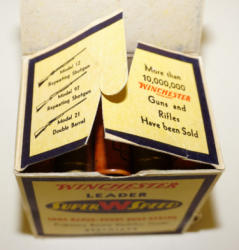 Model 12
Repeating Shotgun
Model 97
Repeating Shotgun
Model 21
Double Barrel
More than
10,000,000
WINCHESTER
Guns and
Rifles
Have been Sold
WINCHESTER
LEADER
SUPER W SPEED